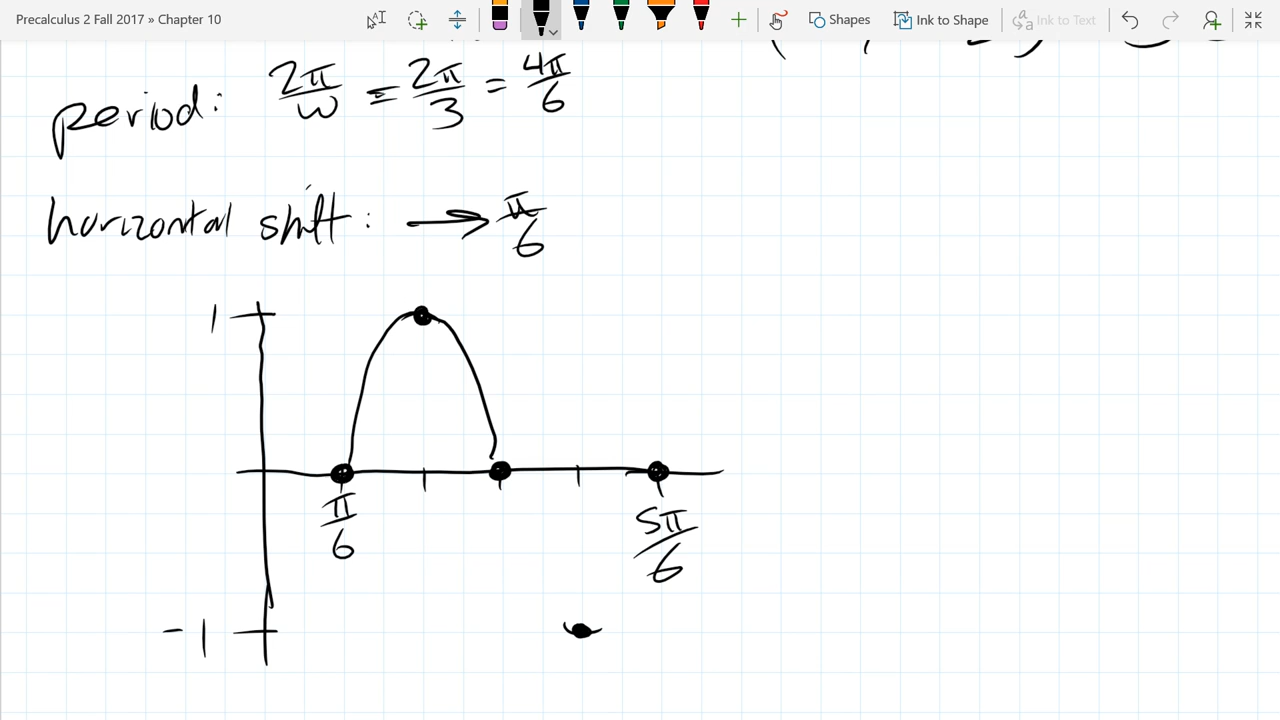 Precalculus 2 Fall 2017 » Chapter 10
Shapes
Ink to Shape
Ink to Text
period: 2π/ω = 2π/3 = 4π/6
horizontal shift: → π/6
1
π/6
5π/6
-1